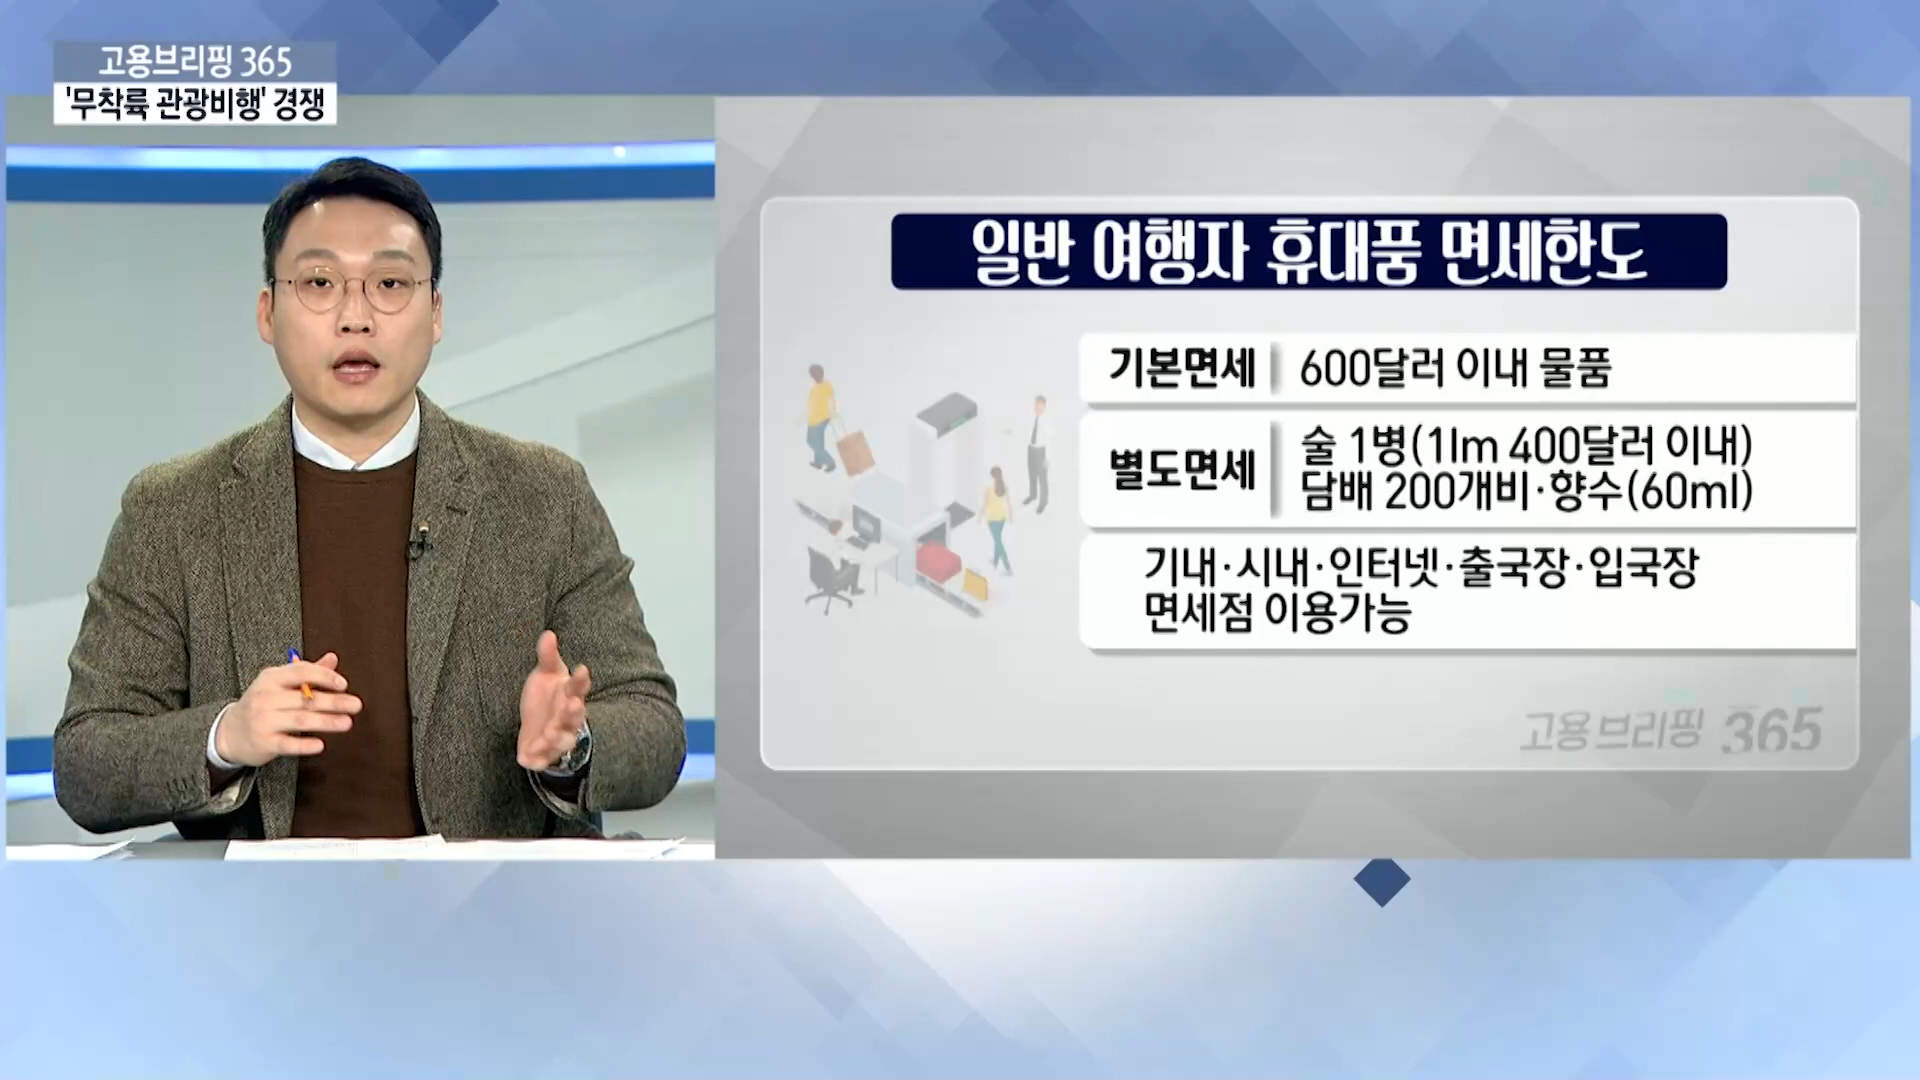 고용브리핑 365
'무착륙 관광비행' 경쟁
일반 여행자 휴대품 면세한도
기본면세
600달러 이내 물품
별도면세
술 1병(1lm 400달러 이내)
담배 200개비·향수(60ml)
기내·시내·인터넷·출국장·입국장
면세점 이용가능
고용브리핑 365